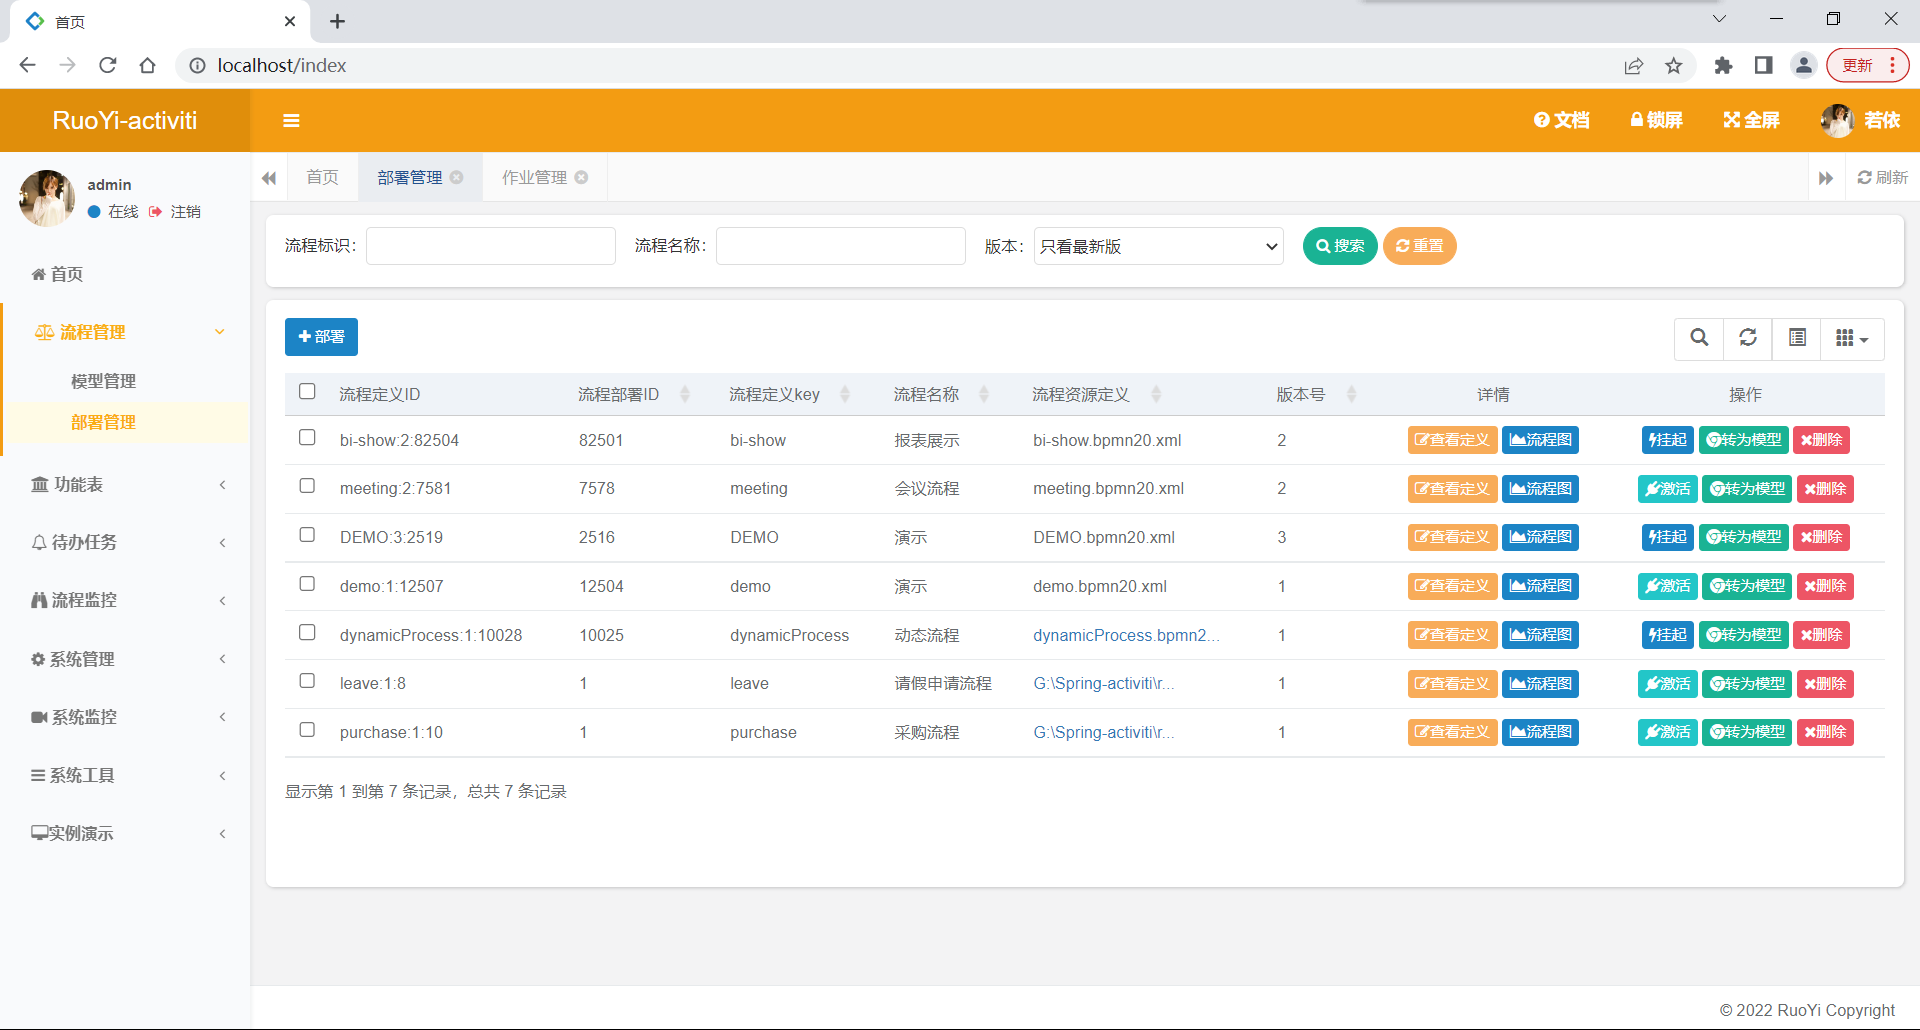 首页
localhost/index
更新
RuoYi-activiti
文档 锁屏 全屏 若依
admin
在线 注销
首页
流程管理
模型管理
部署管理
功能表
待办任务
流程监控
系统管理
系统监控
系统工具
实例演示
首页 部署管理 作业管理 刷新
流程标识： 流程名称： 版本： 只看最新版 搜索 重置
部署
流程定义ID 流程部署ID 流程定义key 流程名称 流程资源定义 版本号 详情 操作
bi-show:2:82504 82501 bi-show 报表展示 bi-show.bpmn20.xml 2 查看定义 流程图 挂起 转为模型 删除
meeting:2:7581 7578 meeting 会议流程 meeting.bpmn20.xml 2 查看定义 流程图 激活 转为模型 删除
DEMO:3:2519 2516 DEMO 演示 DEMO.bpmn20.xml 3 查看定义 流程图 挂起 转为模型 删除
demo:1:12507 12504 demo 演示 demo.bpmn20.xml 1 查看定义 流程图 激活 转为模型 删除
dynamicProcess:1:10028 10025 dynamicProcess 动态流程 dynamicProcess.bpmn2... 1 查看定义 流程图 挂起 转为模型 删除
leave:1:8 1 leave 请假申请流程 G:\Spring-activiti\r... 1 查看定义 流程图 激活 转为模型 删除
purchase:1:10 1 purchase 采购流程 G:\Spring-activiti\r... 1 查看定义 流程图 激活 转为模型 删除
显示第 1 到第 7 条记录，总共 7 条记录
© 2022 RuoYi Copyright